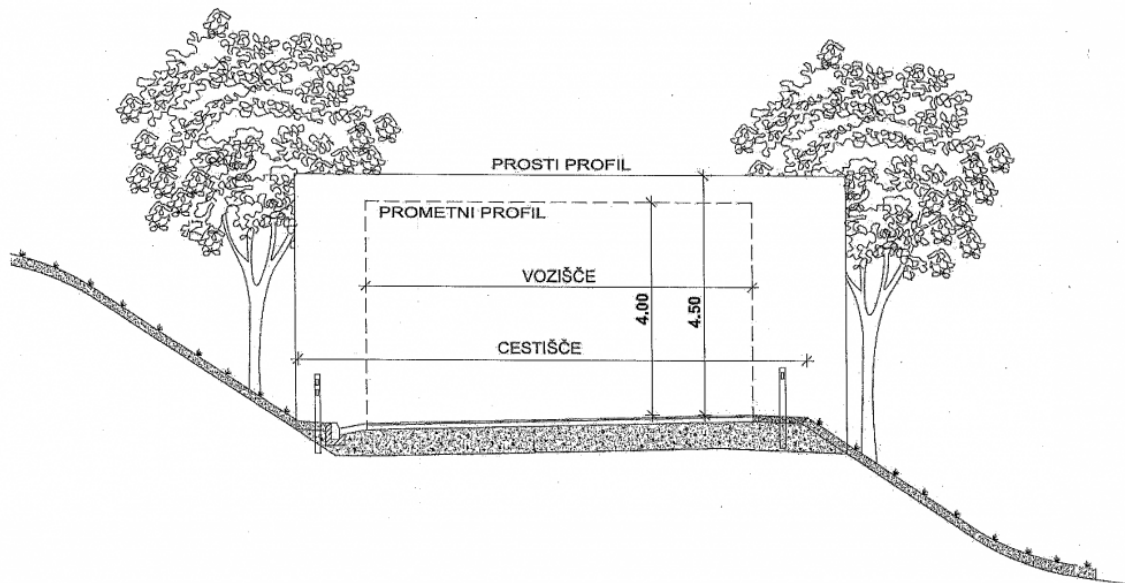 PROSTI PROFIL
PROMETNI PROFIL
VOZIŠČE
4.00
4.50
CESTIŠČE